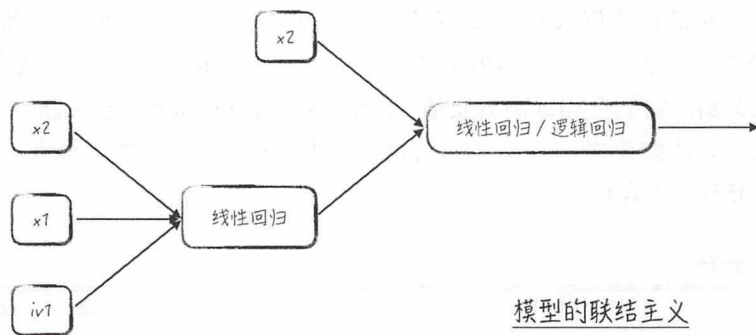 x2
x2
线性回归 / 逻辑回归
x1
线性回归
iv1
模型的联结主义